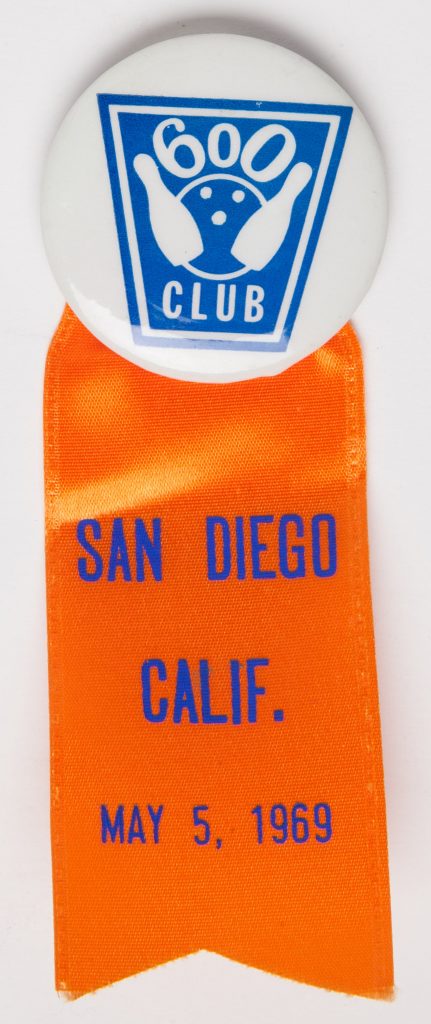 600
CLUB
SAN DIEGO
CALIF.
MAY 5, 1969